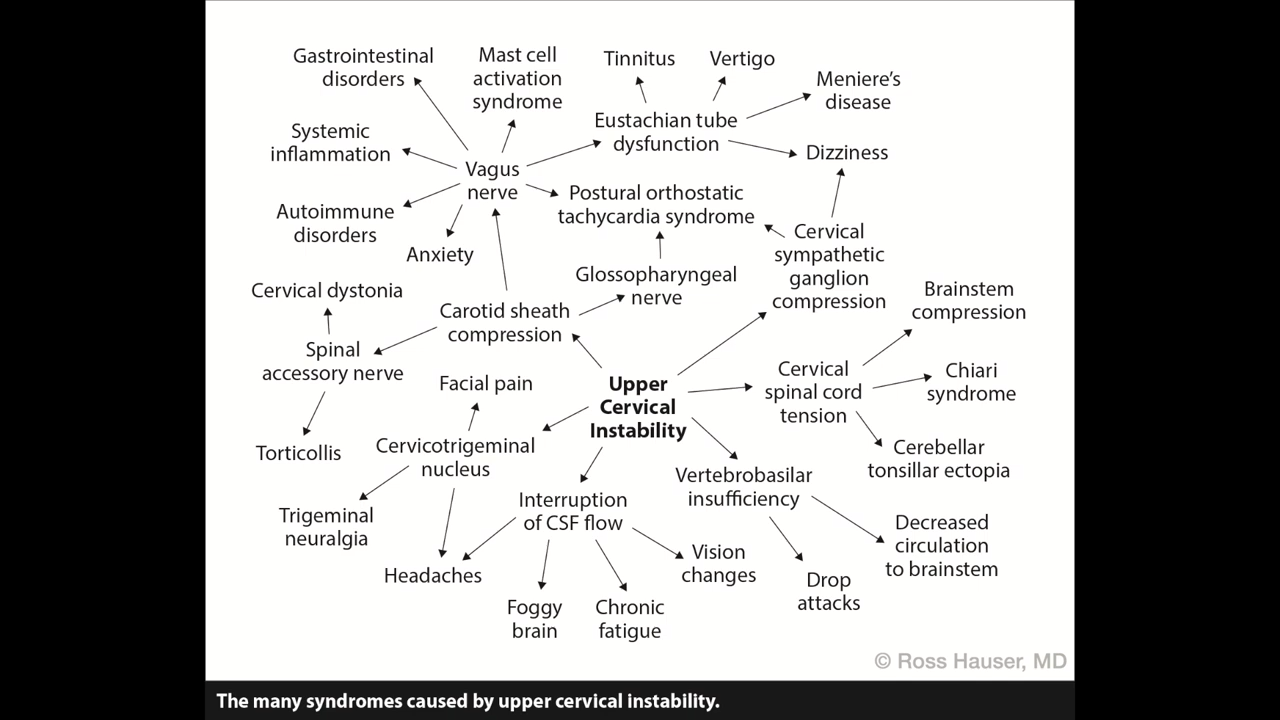 Gastrointestinal
disorders
Mast cell
activation
syndrome
Tinnitus
Vertigo
Meniere's
disease
Eustachian tube
dysfunction
Dizziness
Systemic
inflammation
Vagus
nerve
Postural orthostatic
tachycardia syndrome
Autoimmune
disorders
Anxiety
Cervical
sympathetic
ganglion
compression
Glossopharyngeal
nerve
Cervical dystonia
Carotid sheath
compression
Brainstem
compression
Spinal
accessory nerve
Facial pain
Upper
Cervical
Instability
Cervical
spinal cord
tension
Chiari
syndrome
Torticollis
Cervicotrigeminal
nucleus
Cerebellar
tonsillar ectopia
Vertebrobasilar
insufficiency
Interruption
of CSF flow
Trigeminal
neuralgia
Decreased
circulation
to brainstem
Headaches
Vision
changes
Drop
attacks
Foggy
brain
Chronic
fatigue
© Ross Hauser, MD
The many syndromes caused by upper cervical instability.